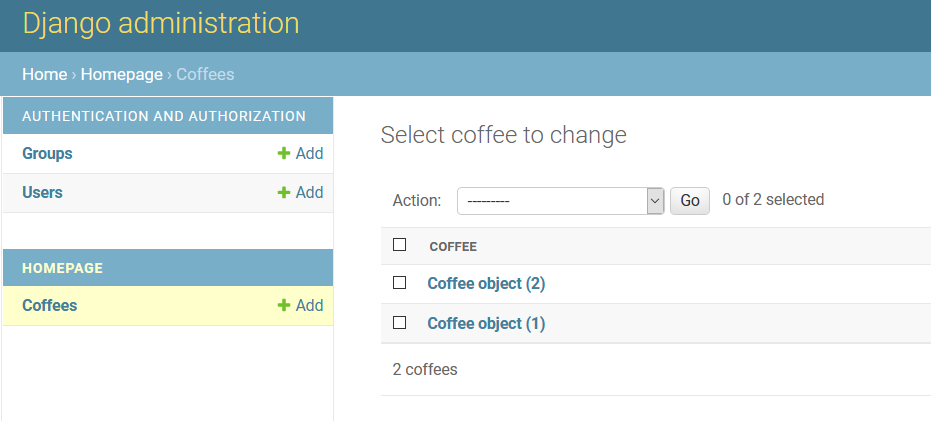 Django administration
Home › Homepage › Coffees
AUTHENTICATION AND AUTHORIZATION
Groups + Add
Users + Add
HOMEPAGE
Coffees + Add
Select coffee to change
Action: --------- Go 0 of 2 selected
COFFEE
Coffee object (2)
Coffee object (1)
2 coffees